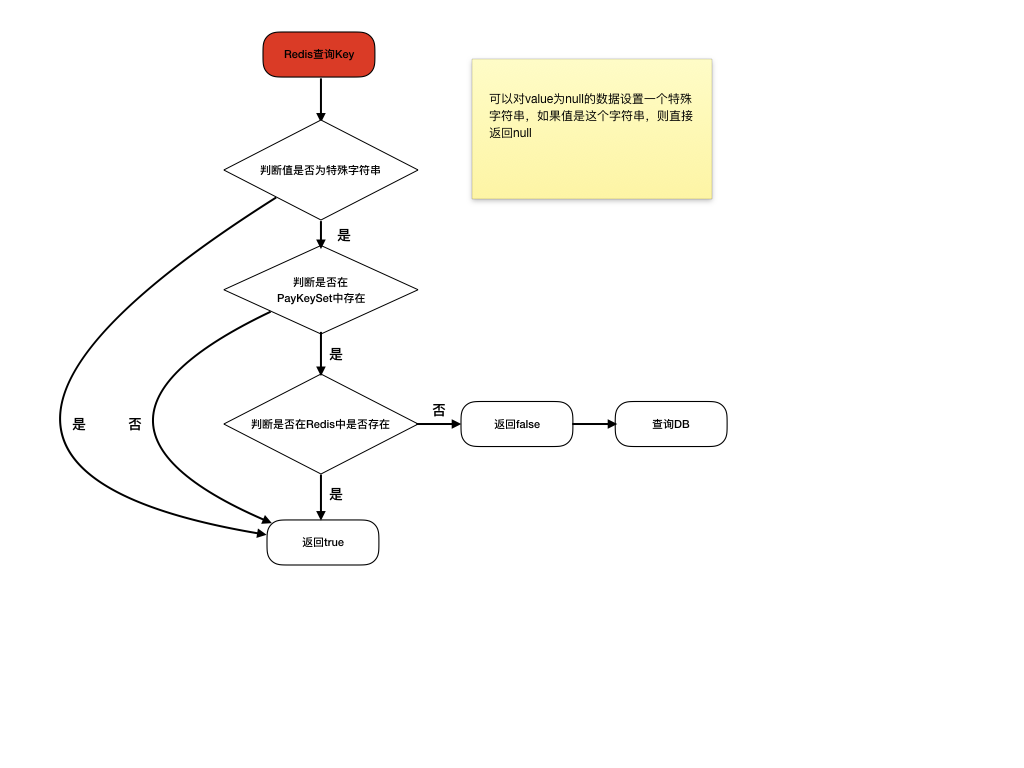 Redis查询Key
可以对value为null的数据设置一个特殊
字符串，如果值是这个字符串，则直接
返回null
判断值是否为特殊字符串
是
判断是否在
PayKeySet中存在
是
是
否
判断是否在Redis中是否存在
否
返回false
查询DB
是
返回true